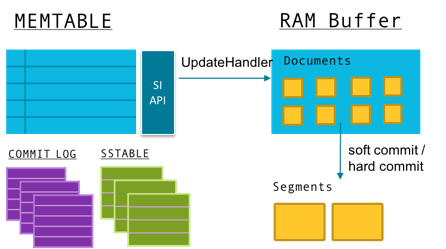 MEMTABLE
RAM Buffer
SI
API
UpdateHandler
Documents
COMMIT LOG
SSTABLE
soft commit /
hard commit
Segments